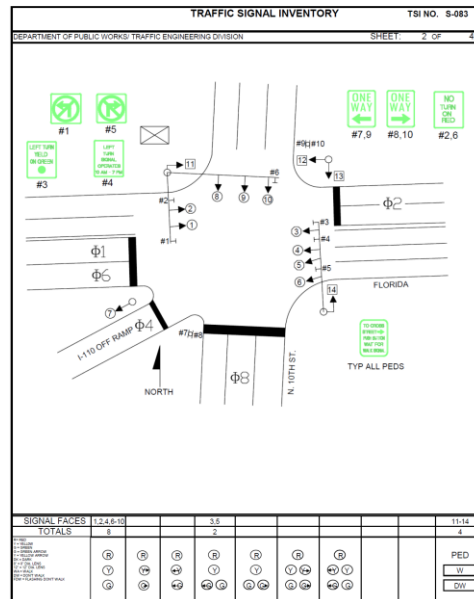 TRAFFIC SIGNAL INVENTORY
TSI NO. S-083
DEPARTMENT OF PUBLIC WORKS/ TRAFFIC ENGINEERING DIVISION
SHEET: 2 OF 4
#1
#5
LEFT TURN
YIELD
ON GREEN
#3
LEFT
TURN
SIGNAL
#4
ONE
WAY
#7,9
ONE
WAY
#8,10
NO
TURN
ON
RED
#2,6
11
#6
#9
#10
12
13
8
9
10
#2
2
1
#1
Φ2
#3
3
#4
4
5
#5
6
14
Φ1
Φ6
FLORIDA
7
Φ4
I-110 OFF RAMP
#7
#8
NORTH
Φ8
N. 10TH ST.
TYP ALL PEDS
SIGNAL FACES 1,2,4,6-10 3,5 11-14
TOTALS 8 2 4
R R R R R R PED
Y Y Y Y Y Y Y Y W
G G G G G G G G G DW